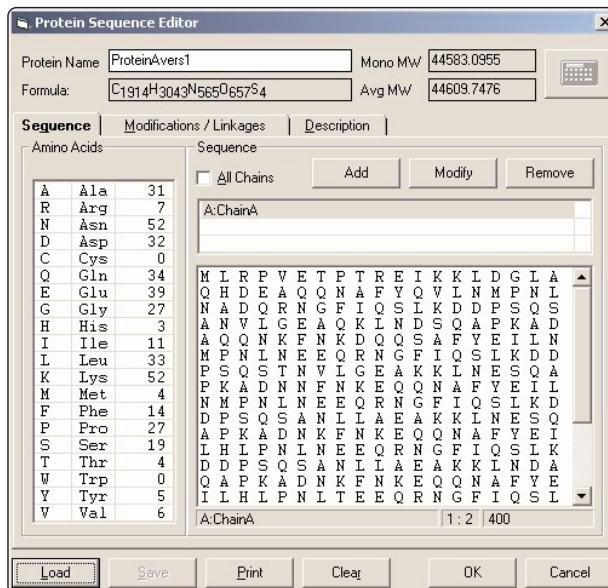 Protein Sequence Editor
Protein Name ProteinAvers1 Mono MW 44583.0955
Formula: C1914H3043N565O657S4 Avg MW 44609.7476
Sequence Modifications / Linkages Description
Amino Acids
A Ala 31
R Arg 7
N Asn 52
D Asp 32
C Cys 0
Q Gln 34
E Glu 39
G Gly 27
H His 3
I Ile 11
L Leu 33
K Lys 52
M Met 4
F Phe 14
P Pro 27
S Ser 19
T Thr 4
W Trp 0
Y Tyr 5
V Val 6
Sequence
All Chains Add Modify Remove
A:ChainA
M L R P V E T P T R E I K K L D G L A
Q H D E A Q Q N A F Y Q V L N M P N L
N A D Q R N G F I Q S L K D D P S Q S
A N V L G E A Q K L N D S Q A P K A D
A Q Q N K F N K D Q Q S A F Y E I L N
M P N L N E E Q R N G F I Q S L K D D
P S Q S T N V L G E A K K L N E S Q A
P K A D N N F N K E Q Q N A F Y E I L
N M P N L N E E Q R N G F I Q S L K D
D P S Q S A N L L A E A K K L N E S Q
A P K A D N K F N K E Q Q N A F Y E I
L H L P N L N E E Q R N G F I Q S L K
D D P S Q S A N L L A E A K K L N D A
Q A P K A D N K F N K E Q Q N A F Y E
I L H L P N L T E E Q R N G F I Q S L
A:ChainA 1 : 2 400
Load Save Print Clear OK Cancel